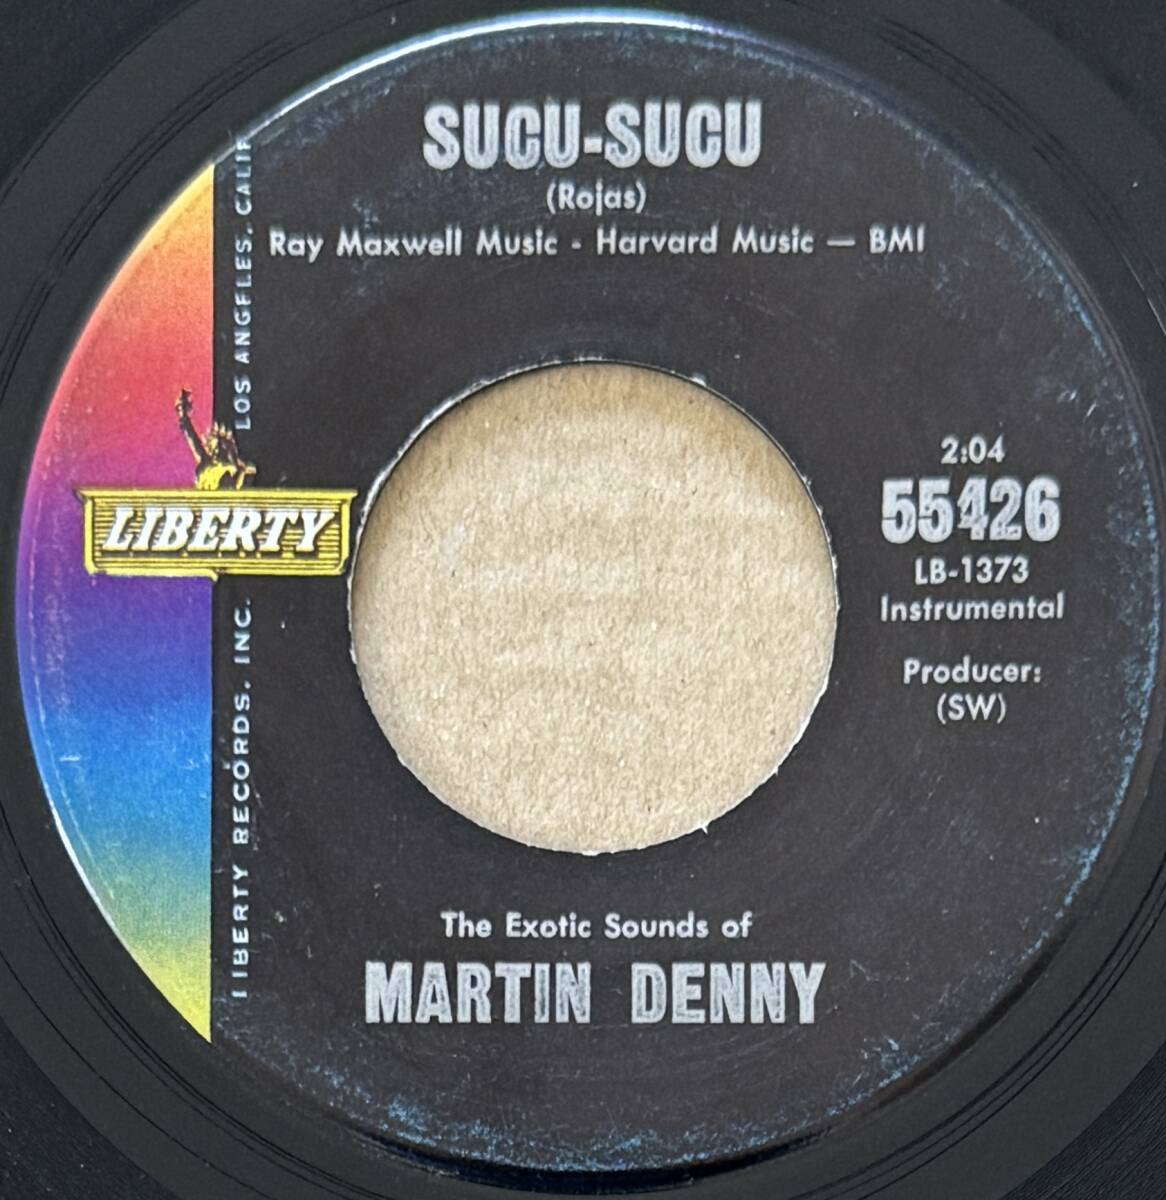 SUCU-SUCU
(Rojas)
Ray Maxwell Music - Harvard Music — BMI
LIBERTY RECORDS, INC. LOS ANGELES, CALIF
LIBERTY
2:04
55426
LB-1373
Instrumental
Producer:
(SW)
The Exotic Sounds of
MARTIN DENNY